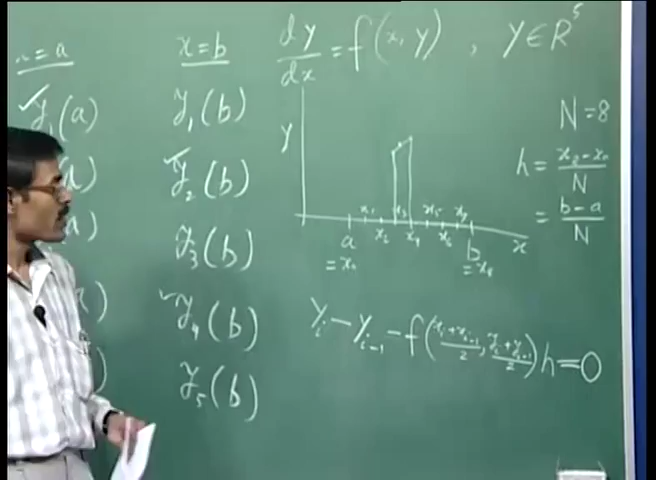 x = a
x = b
dy/dx = f(x, y) , y ∈ R⁵
✓ y₁(a)
y₁(b)
N = 8
✓ y₂(b)
h = (x₈ − x₀)/N
= (b − a)/N
y₃(b)
y
x₁ x₂ x₃ x₄ x₅ x₆ x₇
a
= x₀
b
= x₈
x
✓ y₄(b)
yᵢ − yᵢ₋₁ − f((xᵢ + xᵢ₋₁)/2, (yᵢ + yᵢ₋₁)/2) h = 0
y₅(b)